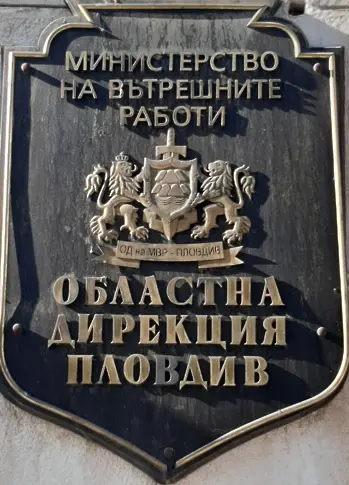 МИНИСТЕРСТВО
НА ВЪТРЕШНИТЕ
РАБОТИ
ОД на МВР - ПЛОВДИВ
ОБЛАСТНА
ДИРЕКЦИЯ
ПЛОВДИВ